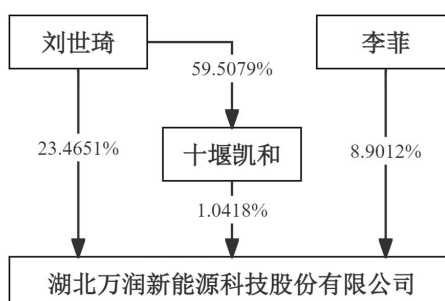 刘世琦
李菲
59.5079%
23.4651%
十堰凯和
8.9012%
1.0418%
湖北万润新能源科技股份有限公司